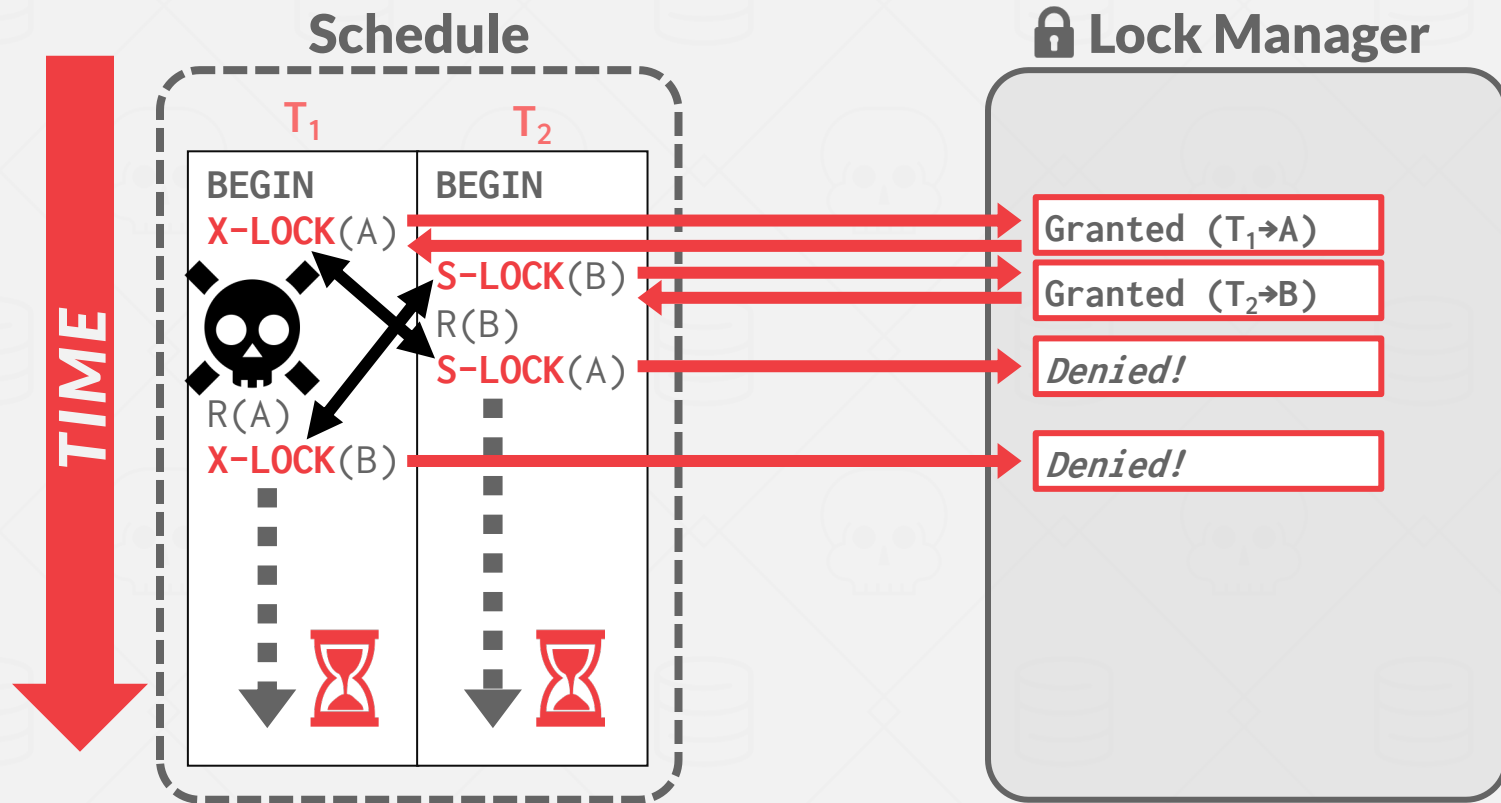 Schedule
Lock Manager
TIME
T₁
T₂
BEGIN
BEGIN
X-LOCK(A)
Granted (T₁→A)
S-LOCK(B)
Granted (T₂→B)
R(B)
S-LOCK(A)
Denied!
R(A)
X-LOCK(B)
Denied!